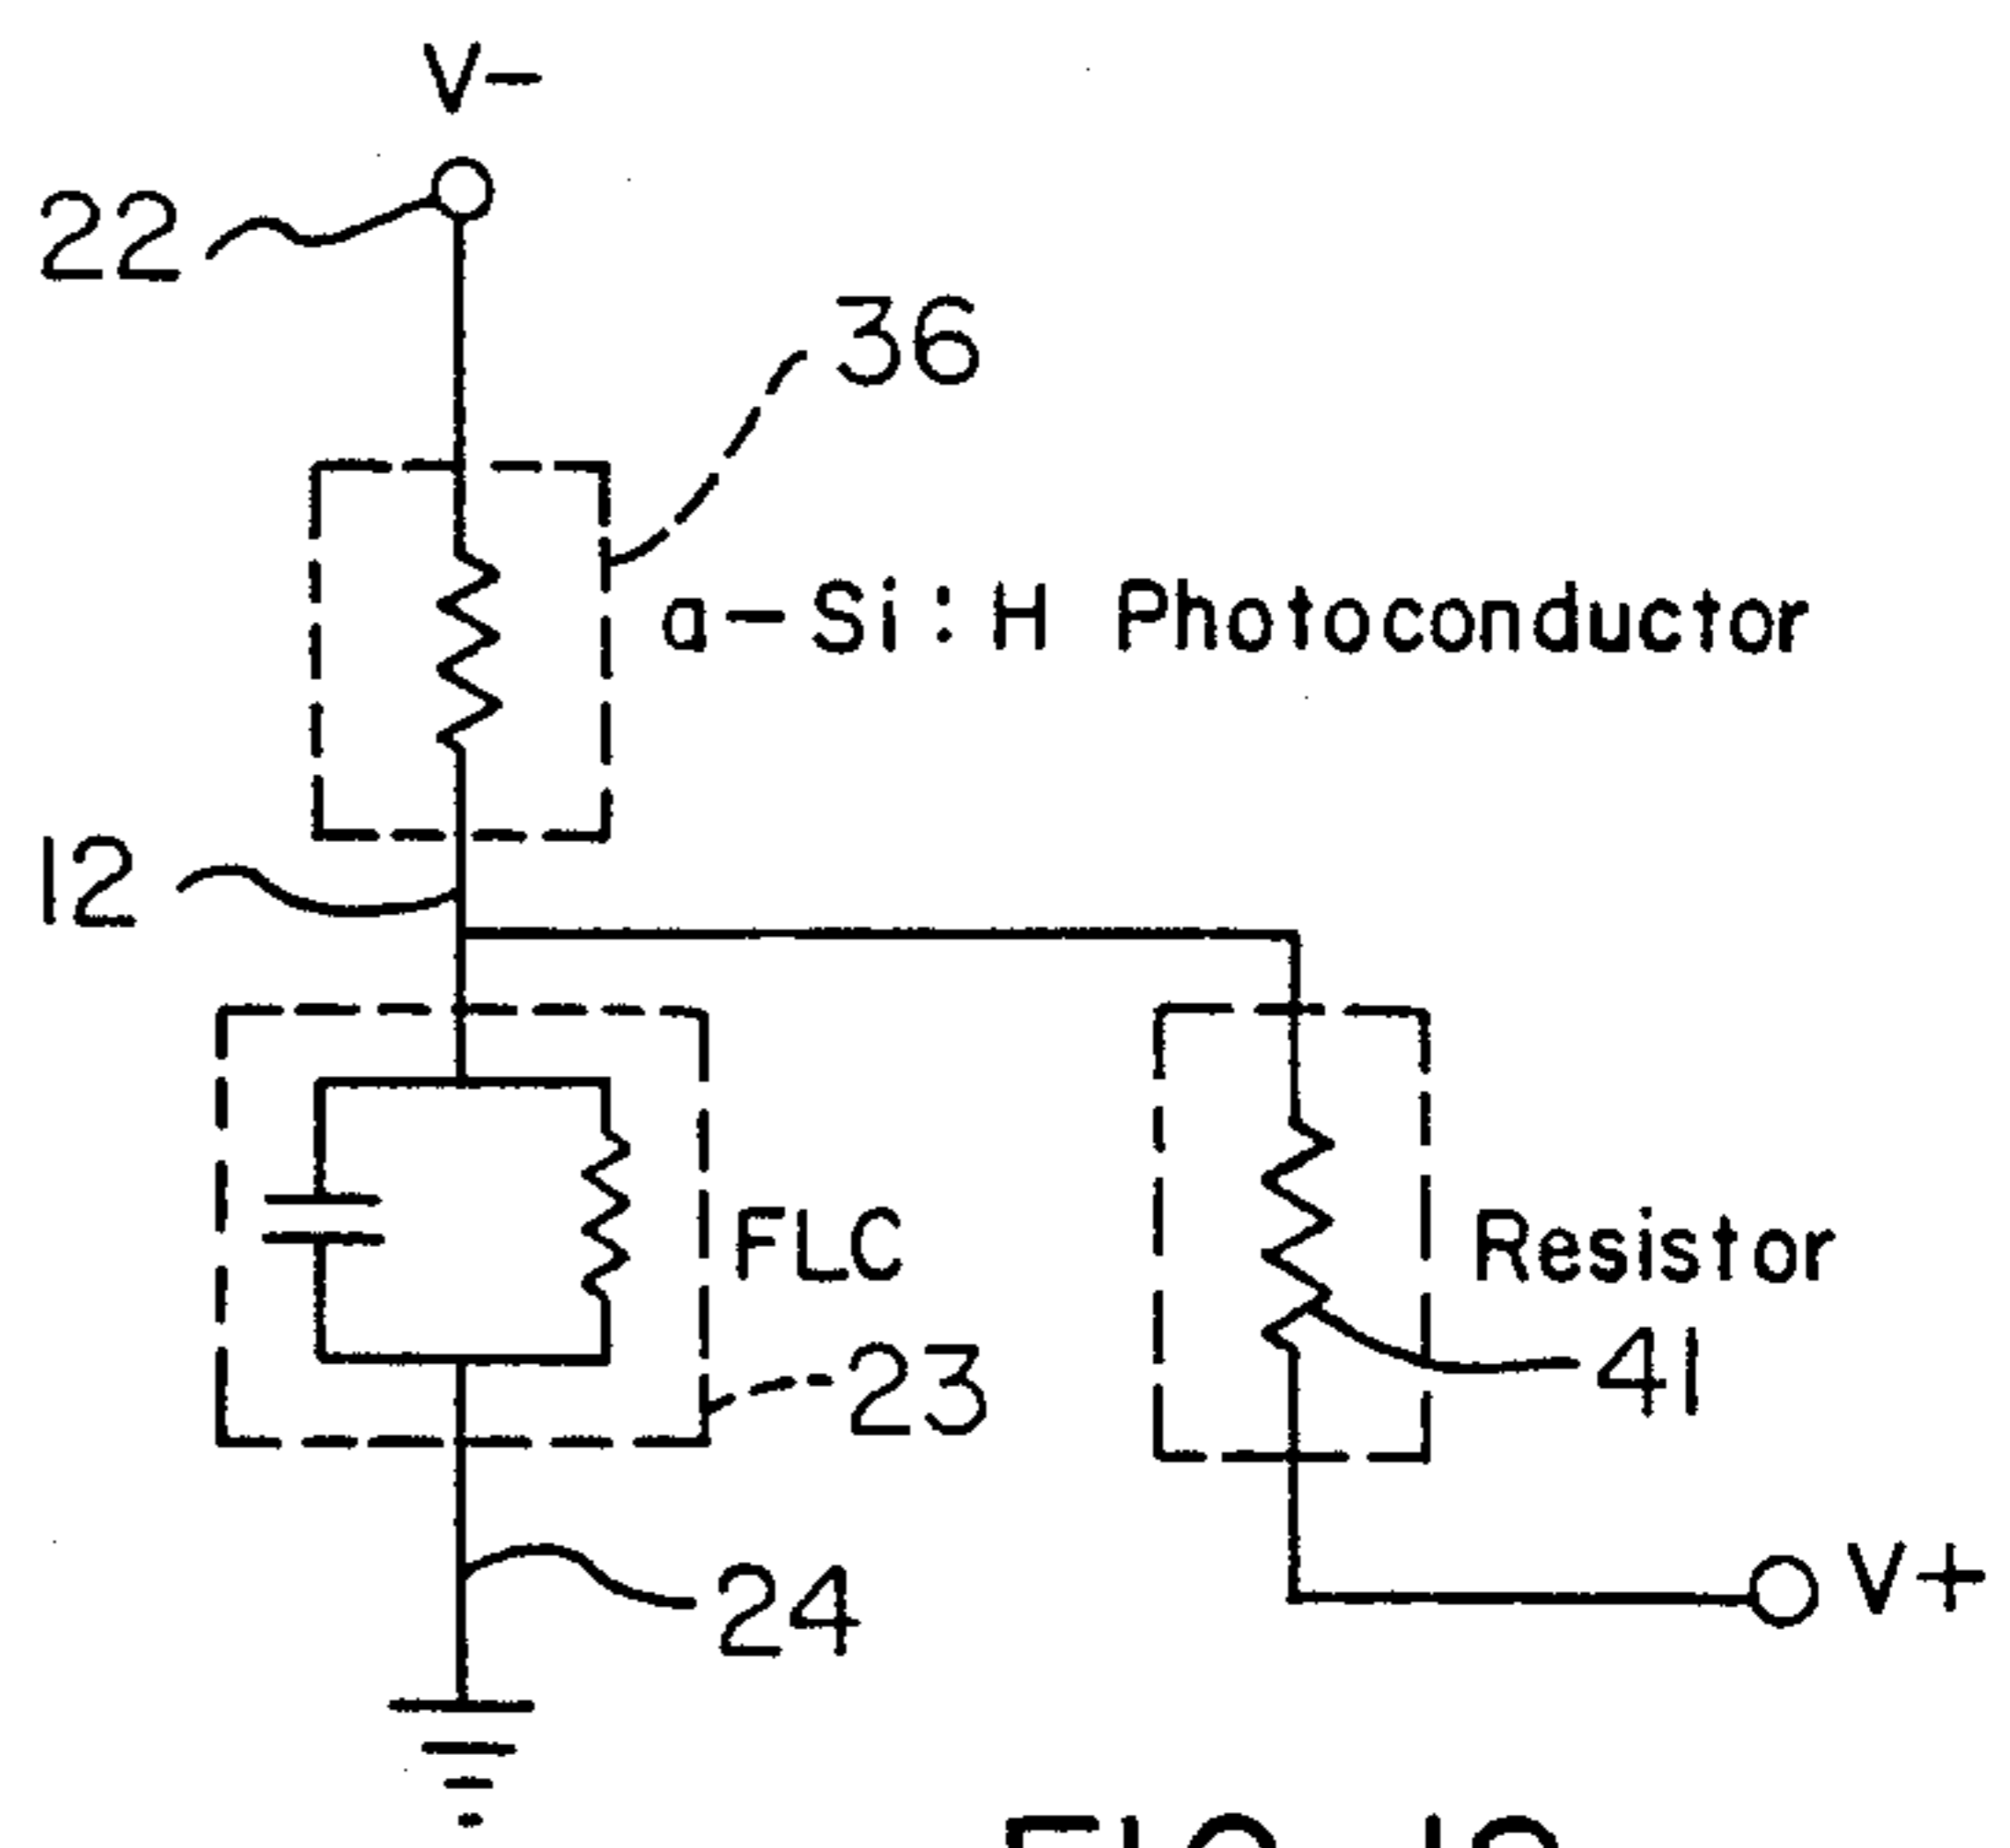 V-
22
36
a-Si:H Photoconductor
12
FLC
Resistor
23
41
24
V+